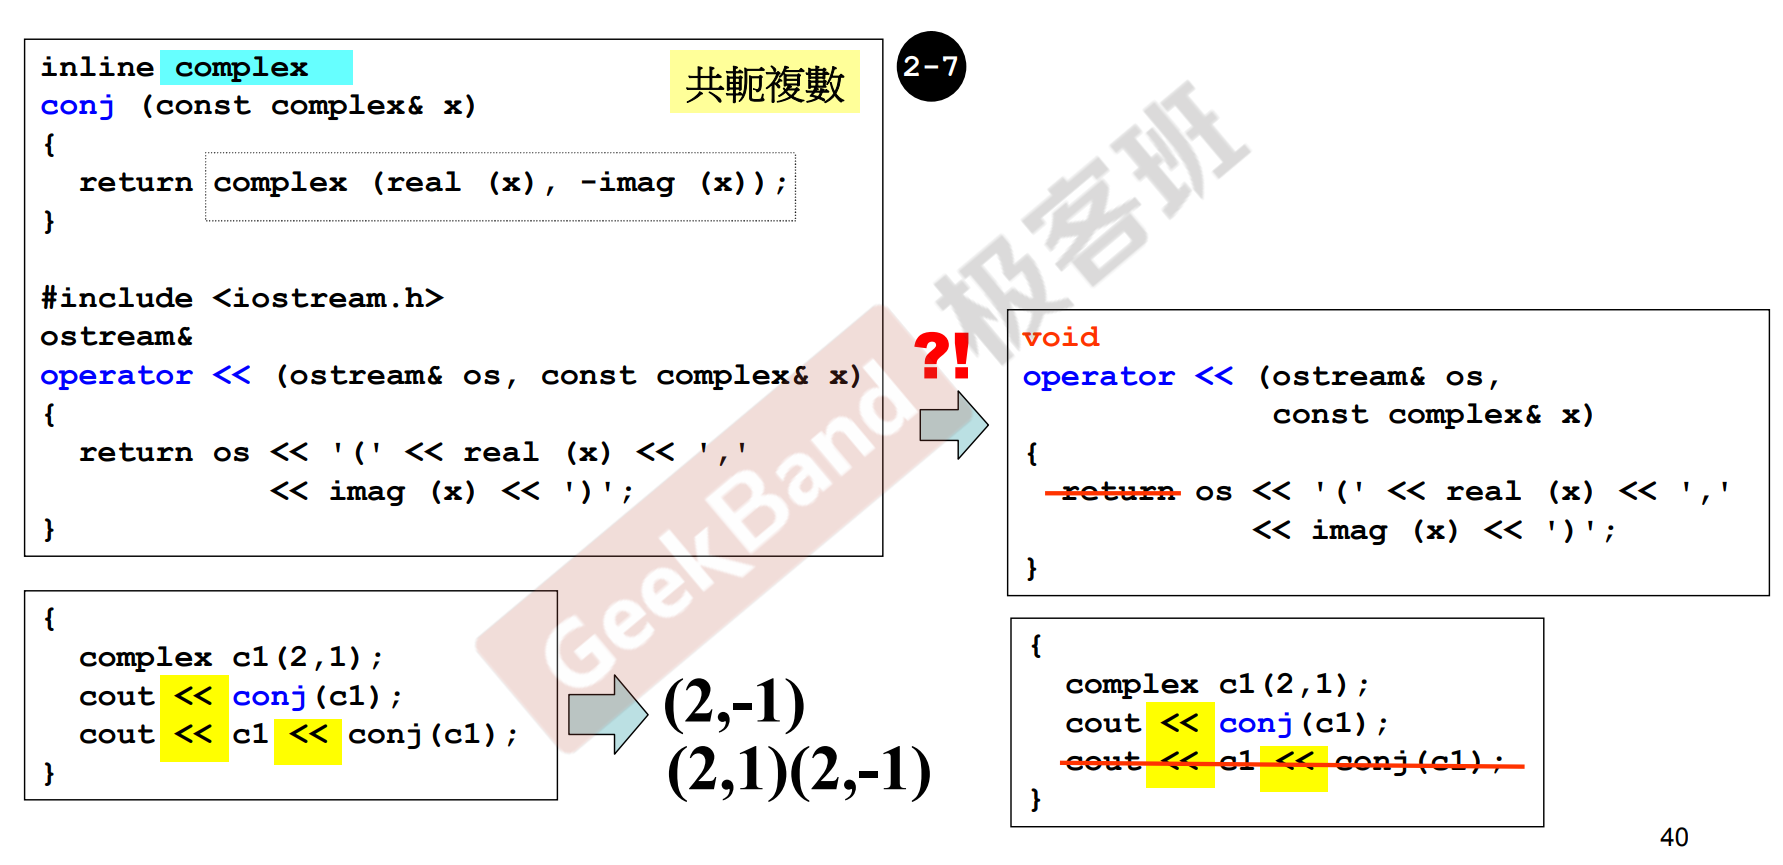 inline complex
共軛複數
conj (const complex& x)
{
return complex (real (x), -imag (x));
}
#include <iostream.h>
ostream&
operator << (ostream& os, const complex& x)
{
return os << '(' << real (x) << ','
<< imag (x) << ')';
}
2-7
?!
void
operator << (ostream& os,
const complex& x)
{
return os << '(' << real (x) << ','
<< imag (x) << ')';
}
{
complex c1(2,1);
cout << conj(c1);
cout << c1 << conj(c1);
}
(2,-1)
(2,1)(2,-1)
{
complex c1(2,1);
cout << conj(c1);
cout << c1 << conj(c1);
}
GeekBand 极客班
40